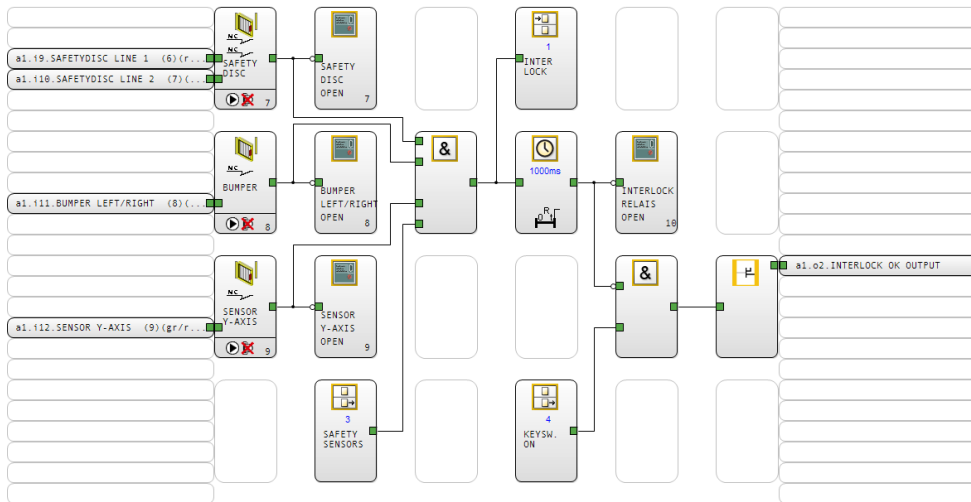 1
a1.i9.SAFETYDISC LINE 1 (6)(r...
a1.i10.SAFETYDISC LINE 2 (7)(...
NC
SAFETY
DISC
7
SAFETY
DISC
OPEN
7
INTER
LOCK
&
1000ms
R
0 1
INTERLOCK
RELAIS
OPEN
10
a1.i11.BUMPER LEFT/RIGHT (8)(...
NC
BUMPER
8
BUMPER
LEFT/RIGHT
OPEN
8
a1.i12.SENSOR Y-AXIS (9)(gr/r...
NC
SENSOR
Y-AXIS
9
SENSOR
Y-AXIS
OPEN
9
&
a1.o2.INTERLOCK OK OUTPUT
3
SAFETY
SENSORS
4
KEYSW.
ON